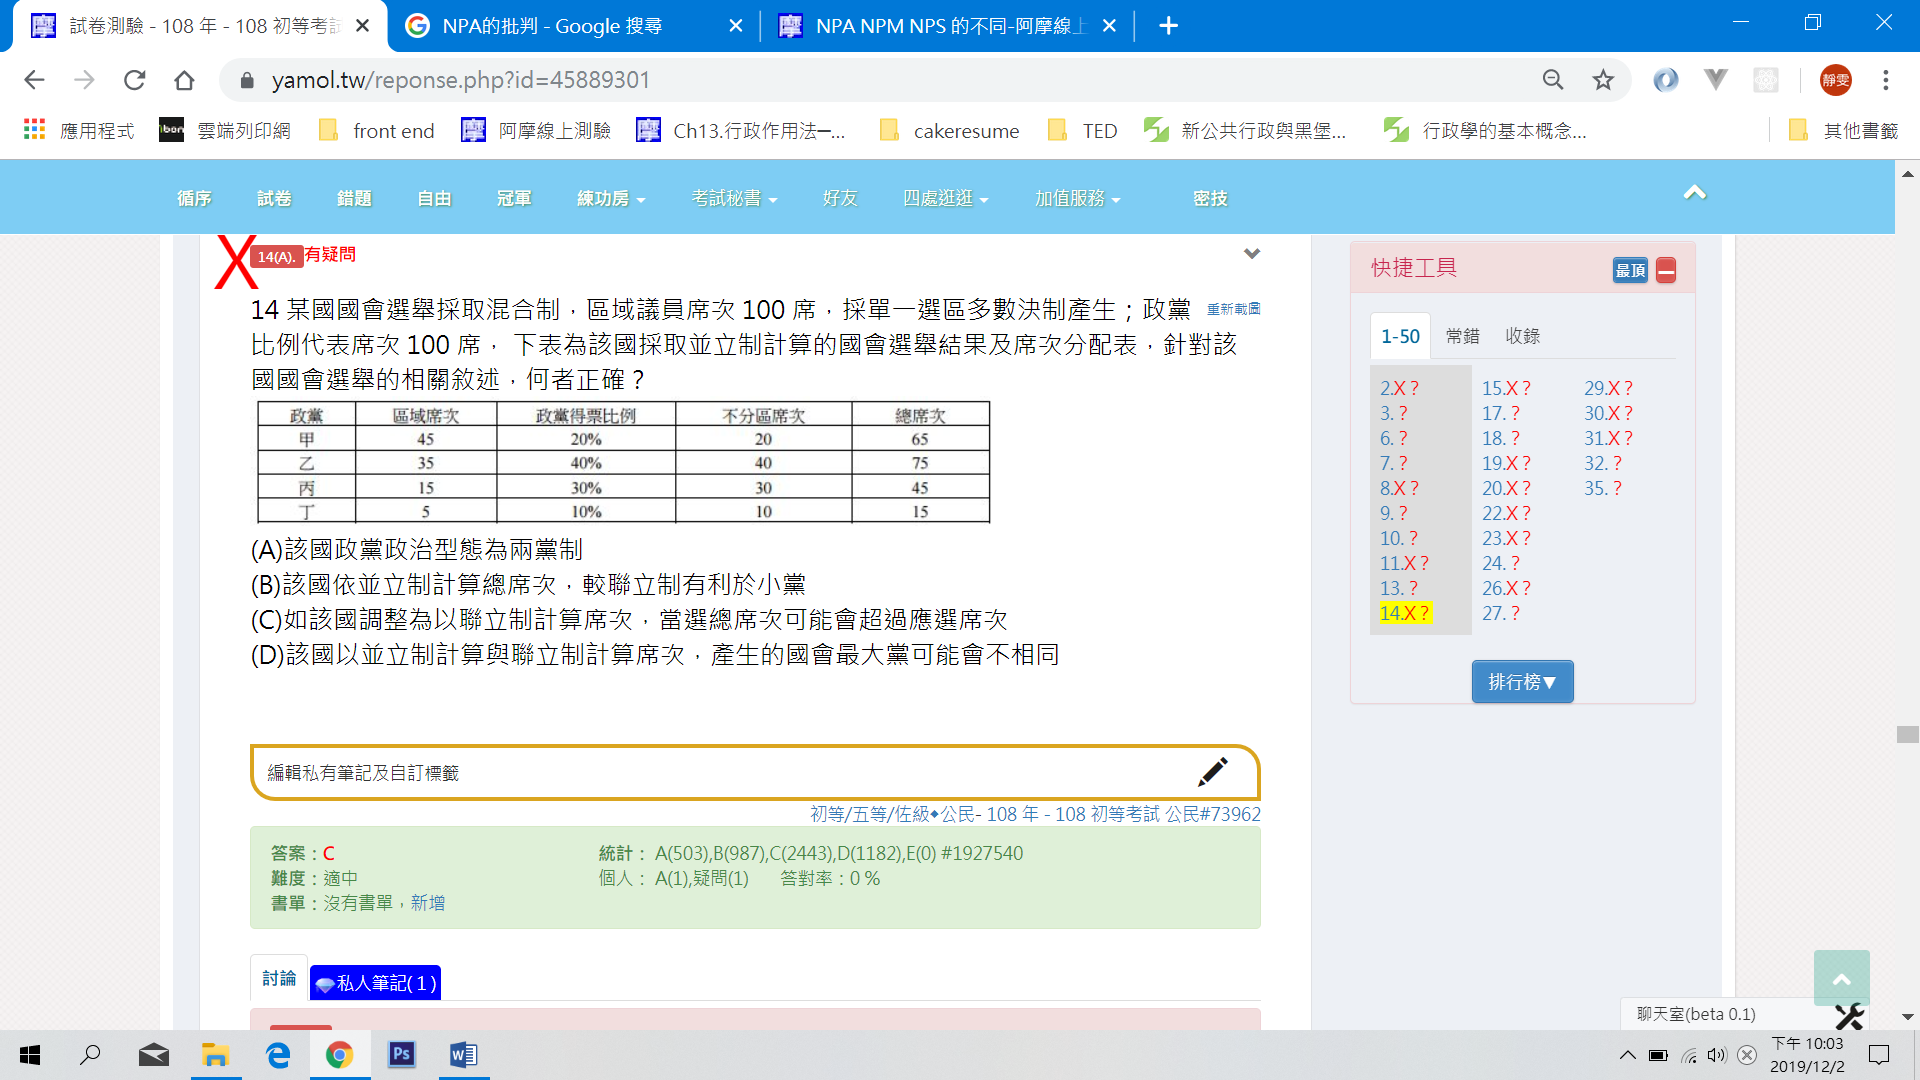 試卷測驗 - 108 年 - 108 初等考試
NPA的批判 - Google 搜尋
NPA NPM NPS 的不同-阿摩線上
yamol.tw/reponse.php?id=45889301
靜雯
應用程式
ibon
雲端列印網
front end
阿摩線上測驗
Ch13.行政作用法─...
cakeresume
TED
新公共行政與黑堡...
行政學的基本概念...
其他書籤
循序
試卷
錯題
自由
冠軍
練功房
考試秘書
好友
四處逛逛
加值服務
密技
X
14(A).
有疑問
14 某國國會選舉採取混合制，區域議員席次 100 席，採單一選區多數決制產生；政黨
重新載圖
比例代表席次 100 席， 下表為該國採取並立制計算的國會選舉結果及席次分配表，針對該
國國會選舉的相關敘述，何者正確？
政黨 區域席次 政黨得票比例 不分區席次 總席次
甲 45 20% 20 65
乙 35 40% 40 75
丙 15 30% 30 45
丁 5 10% 10 15
(A)該國政黨政治型態為兩黨制
(B)該國依並立制計算總席次，較聯立制有利於小黨
(C)如該國調整為以聯立制計算席次，當選總席次可能會超過應選席次
(D)該國以並立制計算與聯立制計算席次，產生的國會最大黨可能會不相同
編輯私有筆記及自訂標籤
初等/五等/佐級◆公民- 108 年 - 108 初等考試 公民#73962
答案：C
統計： A(503),B(987),C(2443),D(1182),E(0) #1927540
難度：適中
個人： A(1),疑問(1) 答對率：0 %
書單：沒有書單，新增
討論
私人筆記( 1 )
快捷工具
最頂
1-50
常錯
收錄
2.X ? 15.X ? 29.X ?
3. ? 17. ? 30.X ?
6. ? 18. ? 31.X ?
7. ? 19.X ? 32. ?
8.X ? 20.X ? 35. ?
9. ? 22.X ?
10. ? 23.X ?
11.X ? 24. ?
13. ? 26.X ?
14.X ? 27. ?
排行榜▼
聊天室(beta 0.1)
Ps
下午 10:03
2019/12/2